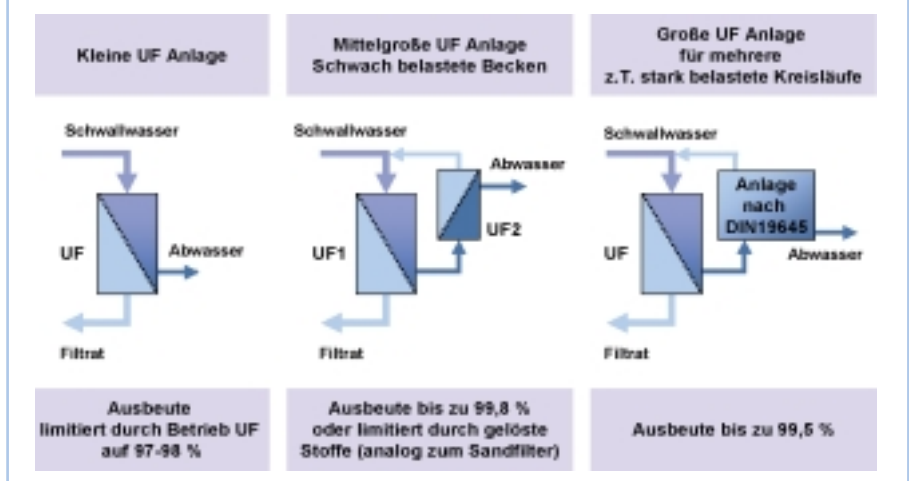 Kleine UF Anlage
Mittelgroße UF Anlage
Schwach belastete Becken
Große UF Anlage
für mehrere
z.T. stark belastete Kreisläufe
Schwallwasser
UF
Abwasser
Filtrat
Schwallwasser
Abwasser
UF1
UF2
Filtrat
Schwallwasser
Anlage
nach
DIN19645
UF
Abwasser
Filtrat
Ausbeute
limitiert durch Betrieb UF
auf 97-98 %
Ausbeute bis zu 99,8 %
oder limitiert durch gelöste
Stoffe (analog zum Sandfilter)
Ausbeute bis zu 99,5 %